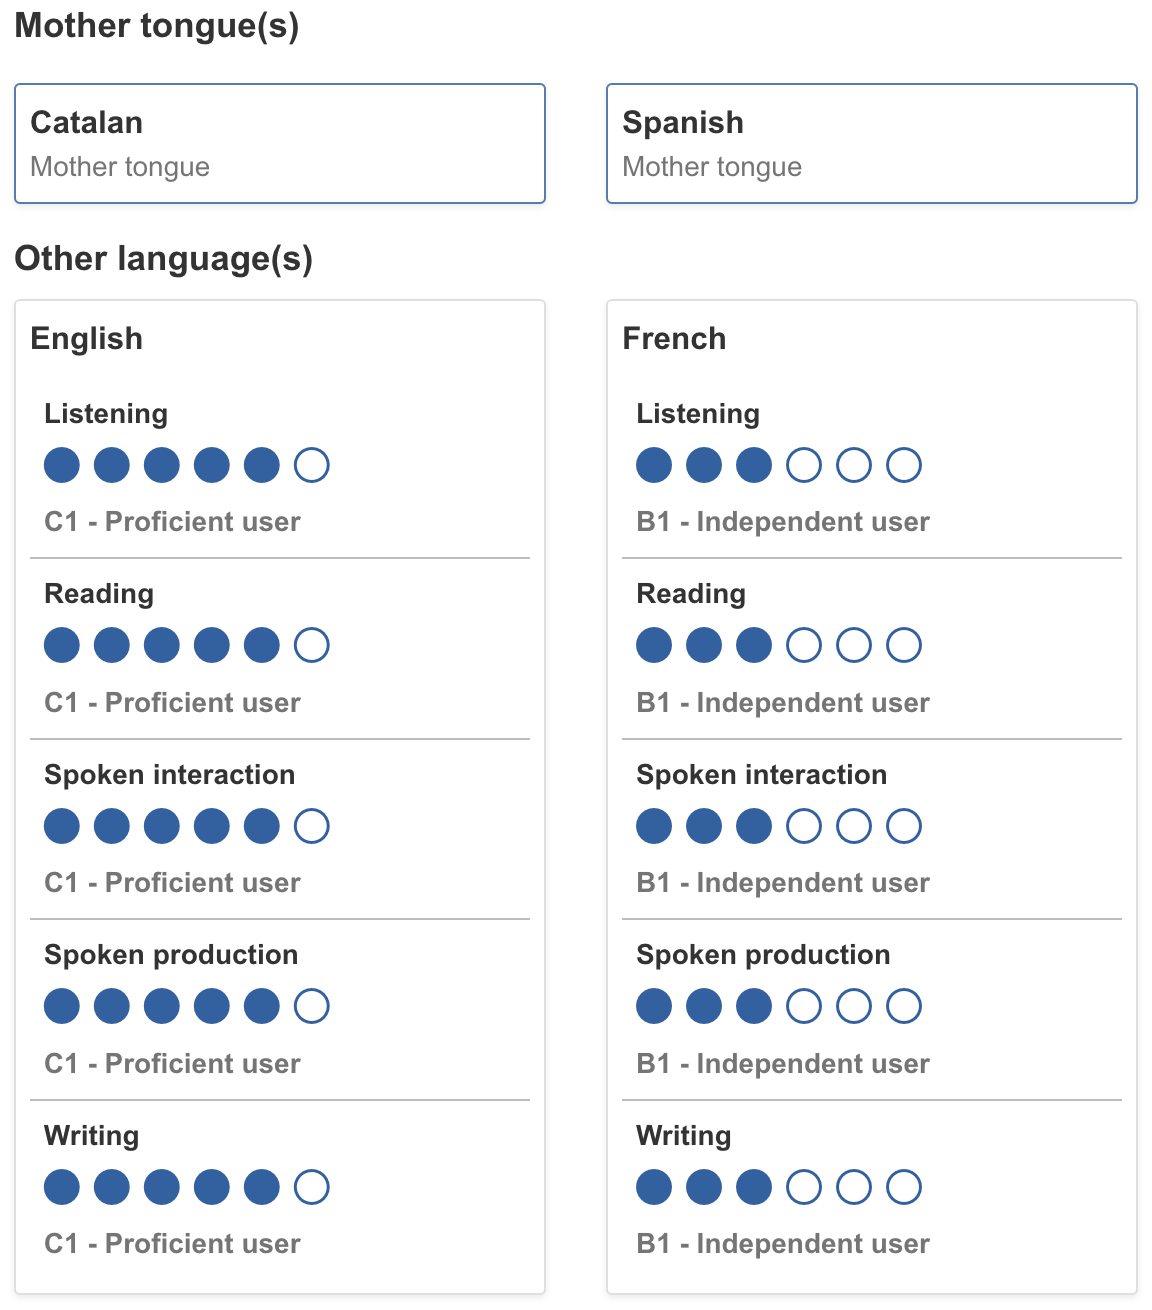 Mother tongue(s)
Catalan
Mother tongue
Spanish
Mother tongue
Other language(s)
English
Listening
C1 - Proficient user
Reading
C1 - Proficient user
Spoken interaction
C1 - Proficient user
Spoken production
C1 - Proficient user
Writing
C1 - Proficient user
French
Listening
B1 - Independent user
Reading
B1 - Independent user
Spoken interaction
B1 - Independent user
Spoken production
B1 - Independent user
Writing
B1 - Independent user